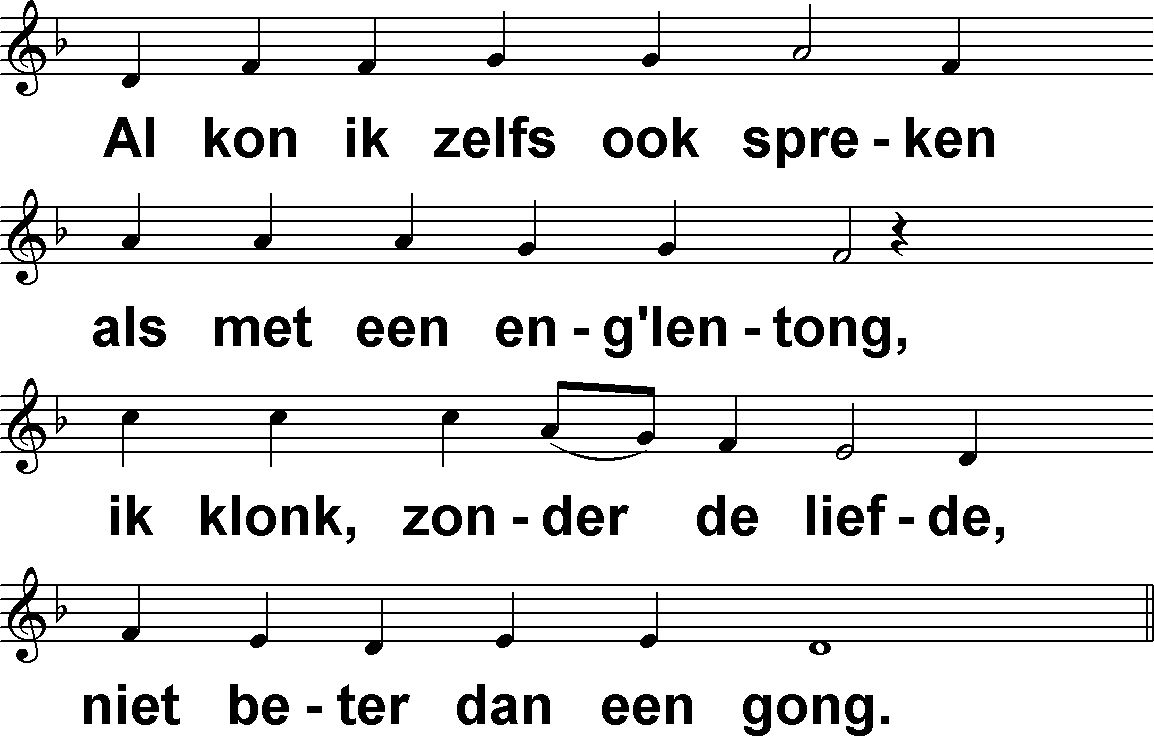 Al kon ik zelfs ook spre - ken
als met een en - g'len - tong,
ik klonk, zon - der de lief - de,
niet be - ter dan een gong.